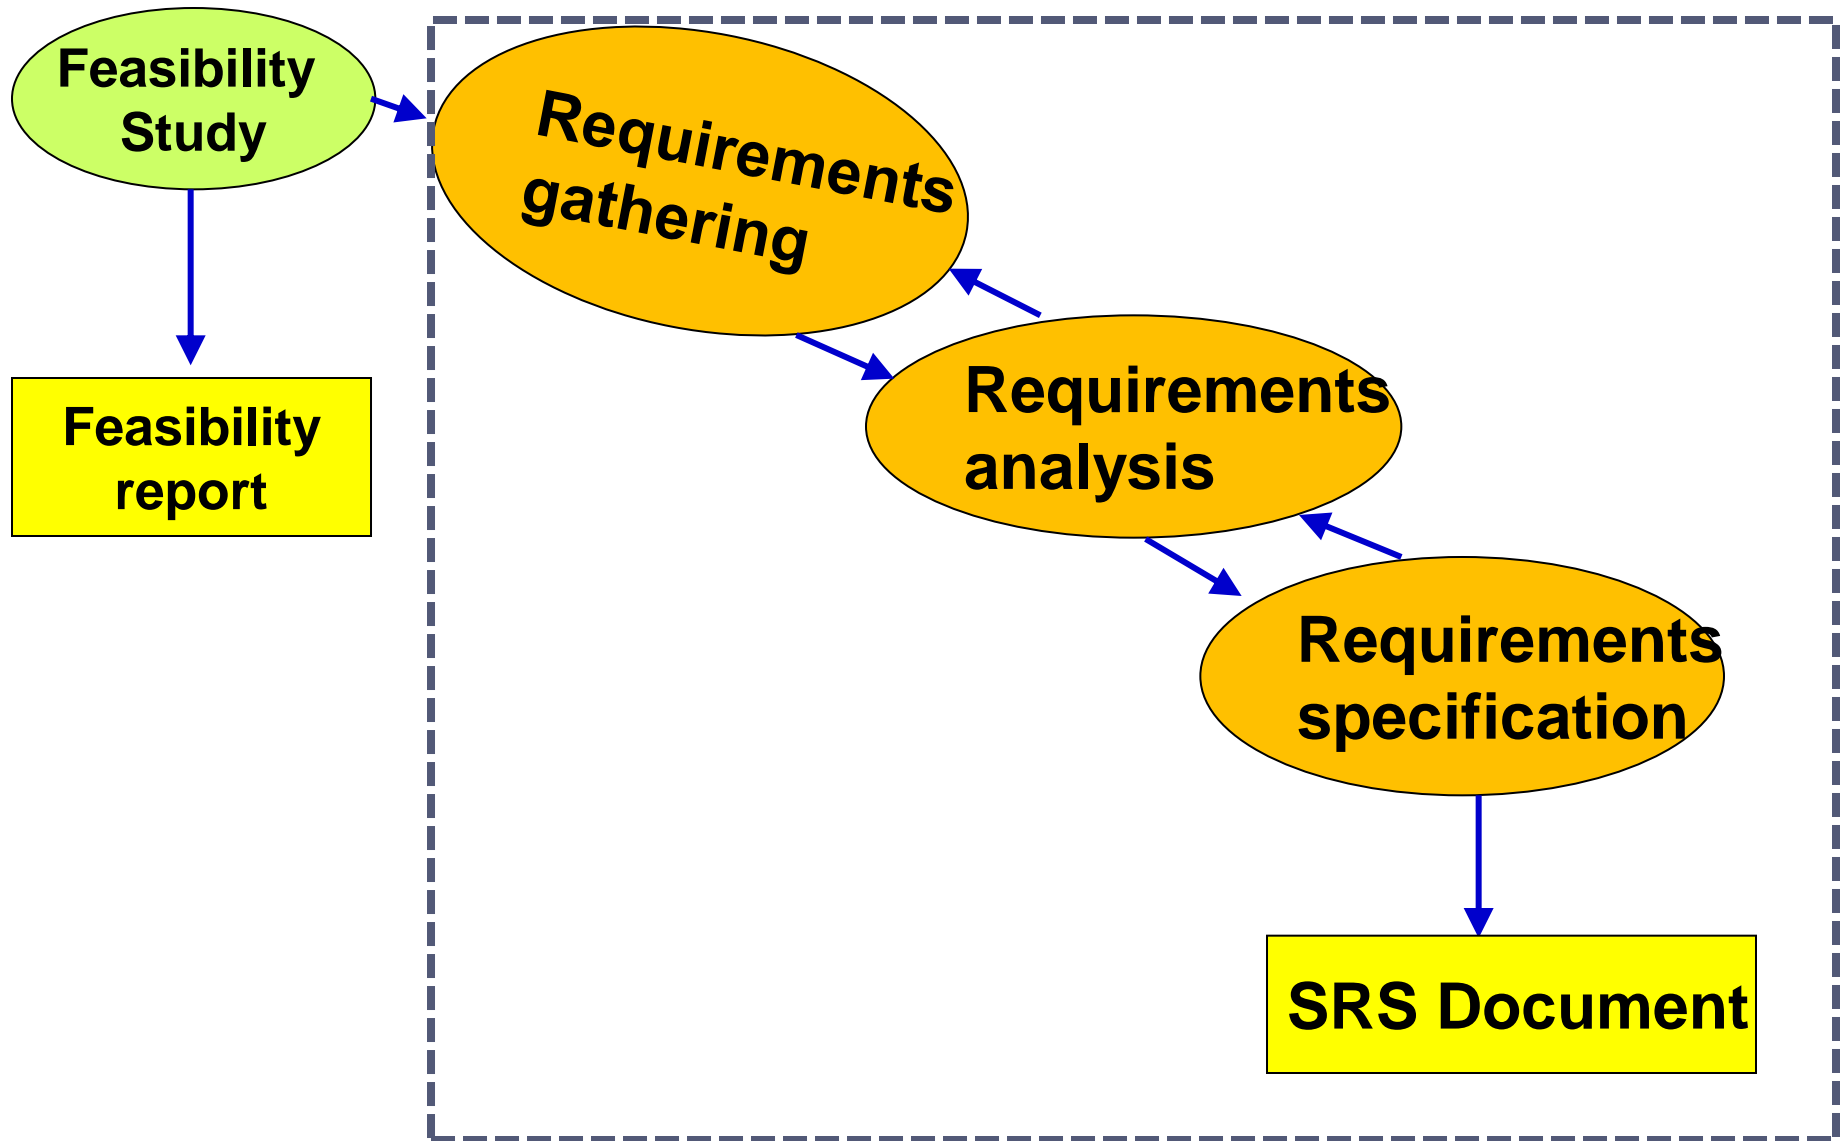 Feasibility
Study
Requirements
gathering
Feasibility
report
Requirements
analysis
Requirements
specification
SRS Document